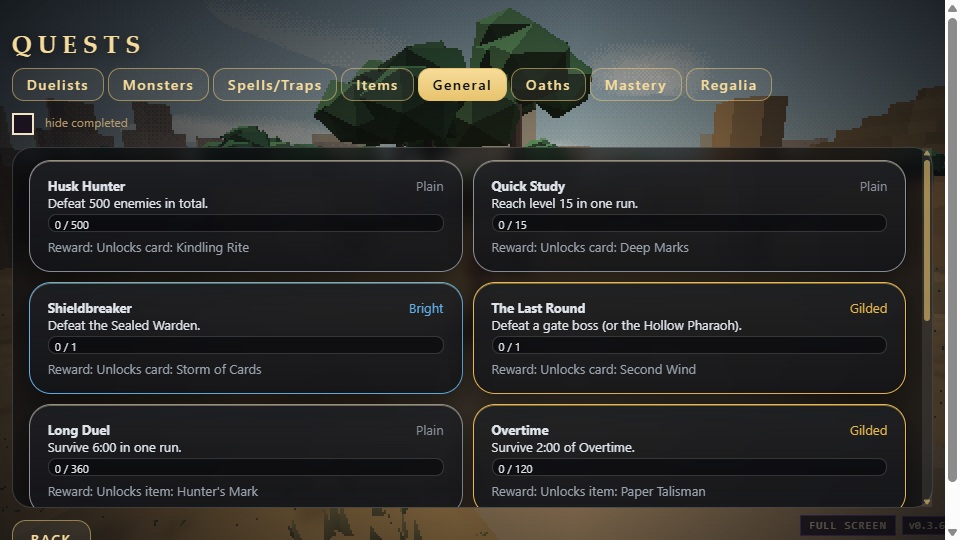 QUESTS
Duelists Monsters Spells/Traps Items General Oaths Mastery Regalia
hide completed
Husk Hunter Plain
Defeat 500 enemies in total.
0 / 500
Reward: Unlocks card: Kindling Rite
Quick Study Plain
Reach level 15 in one run.
0 / 15
Reward: Unlocks card: Deep Marks
Shieldbreaker Bright
Defeat the Sealed Warden.
0 / 1
Reward: Unlocks card: Storm of Cards
The Last Round Gilded
Defeat a gate boss (or the Hollow Pharaoh).
0 / 1
Reward: Unlocks card: Second Wind
Long Duel Plain
Survive 6:00 in one run.
0 / 360
Reward: Unlocks item: Hunter's Mark
Overtime Gilded
Survive 2:00 of Overtime.
0 / 120
Reward: Unlocks item: Paper Talisman
BACK
FULL SCREEN